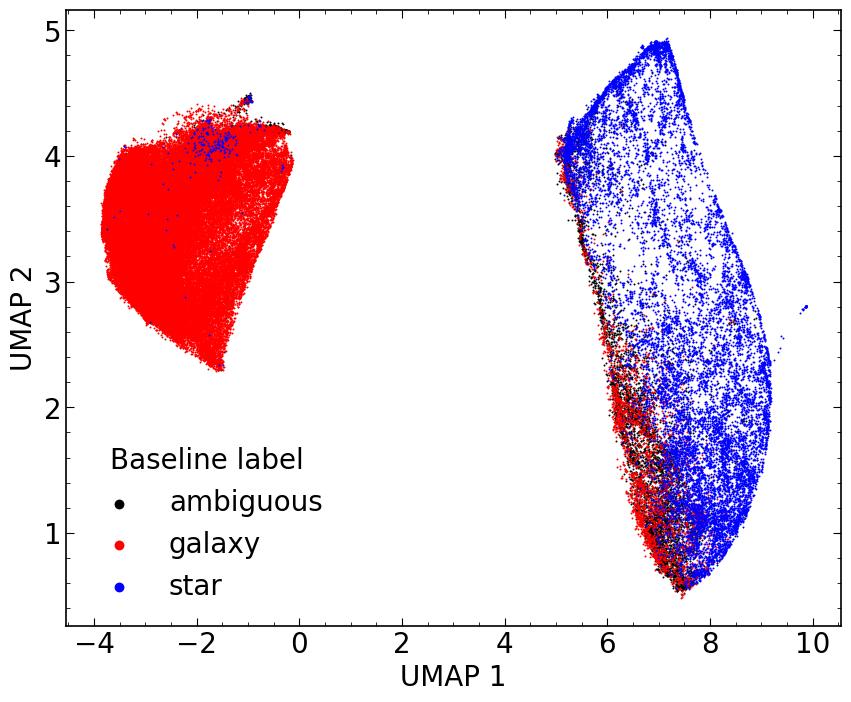 5
4
3
2
1
UMAP 2
Baseline label
ambiguous
galaxy
star
−4 −2 0 2 4 6 8 10
UMAP 1